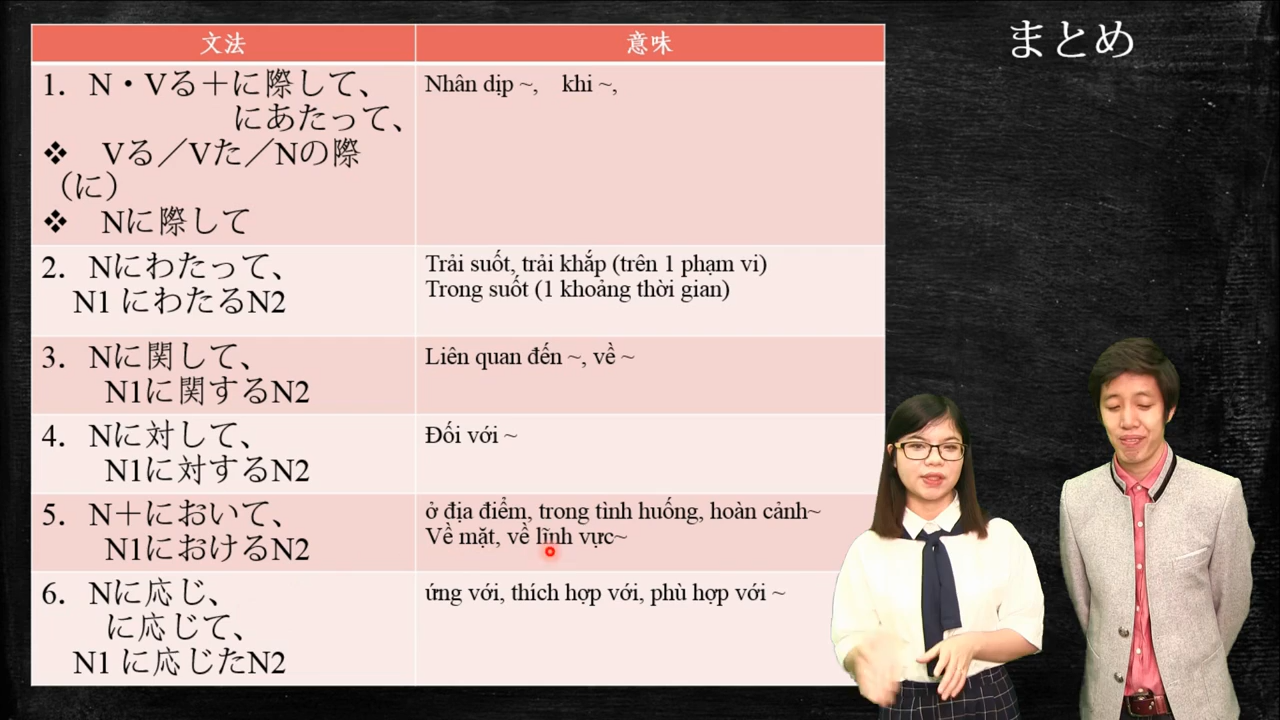 まとめ
文法 意味
1. N・Vる＋に際して、 Nhân dịp ~, khi ~,
にあたって、
❖ Vる／Vた／Nの際
（に）
❖ Nに際して
2. Nにわたって、 Trải suốt, trải khắp (trên 1 phạm vi)
N1 にわたるN2 Trong suốt (1 khoảng thời gian)
3. Nに関して、 Liên quan đến ~, về ~
N1に関するN2
4. Nに対して、 Đối với ~
N1に対するN2
5. N＋において、 ở địa điểm, trong tình huống, hoàn cảnh~
N1におけるN2 Về mặt, về lĩnh vực~
6. Nに応じ、 ứng với, thích hợp với, phù hợp với ~
に応じて、
N1 に応じたN2